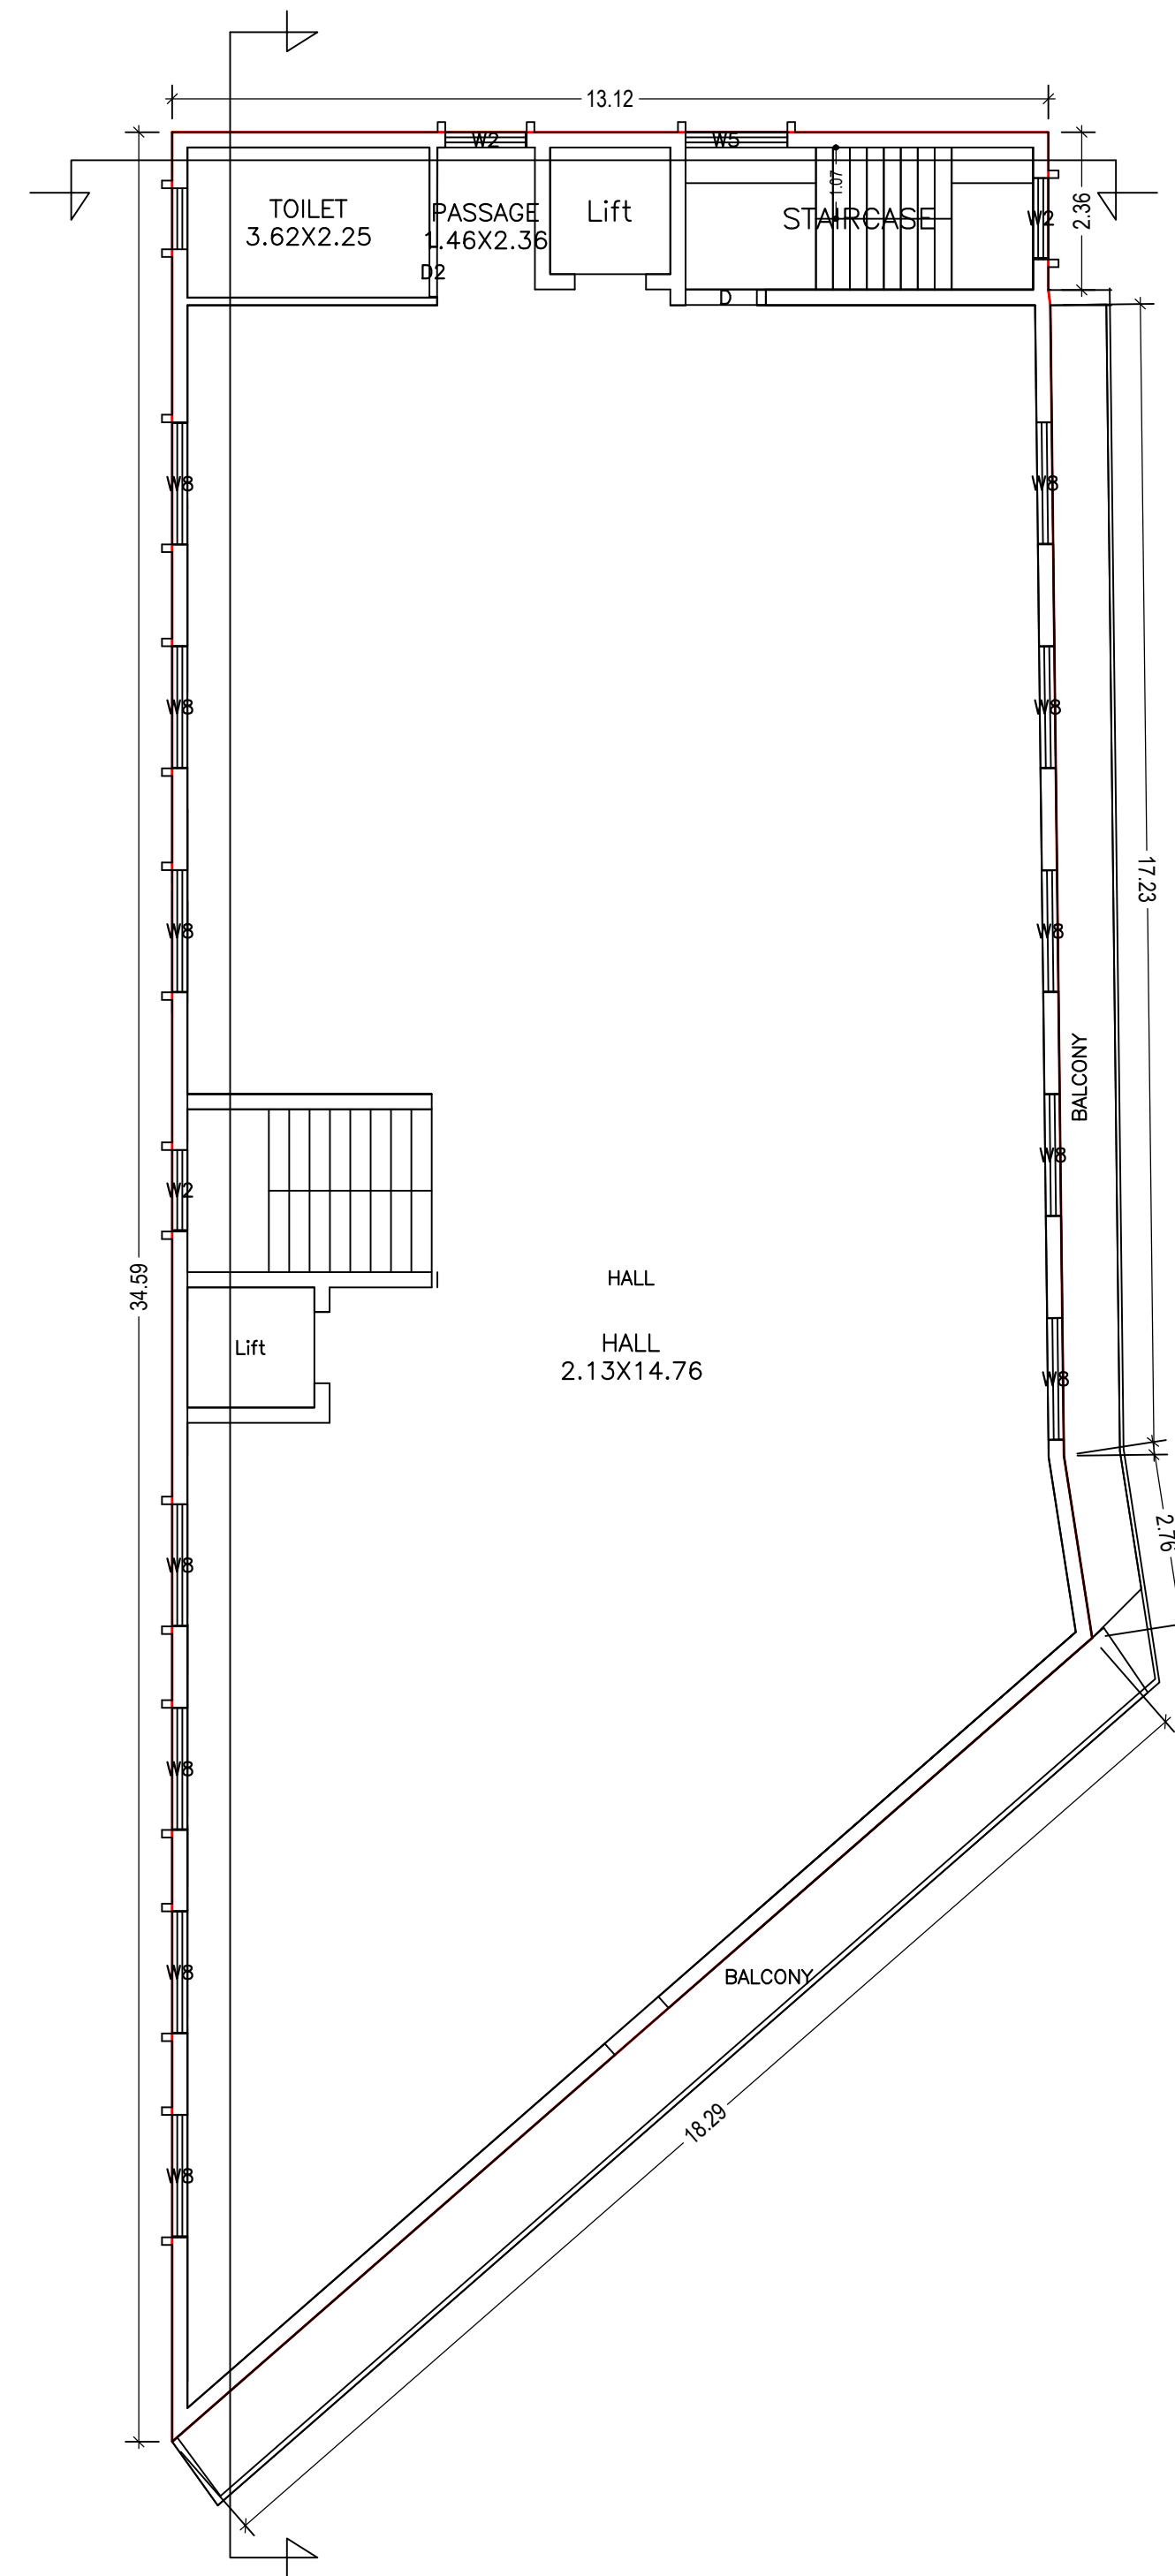 13.12
W2
W5
TOILET
3.62X2.25
PASSAGE
1.46X2.36
Lift
1.07
STAIRCASE
W2
2.36
D2
D
W8
W8
W8
W8
17.23
W8
W8
BALCONY
W8
W2
34.59
HALL
Lift
HALL
2.13X14.76
W8
2.76
W8
W8
W8
BALCONY
18.29
W8